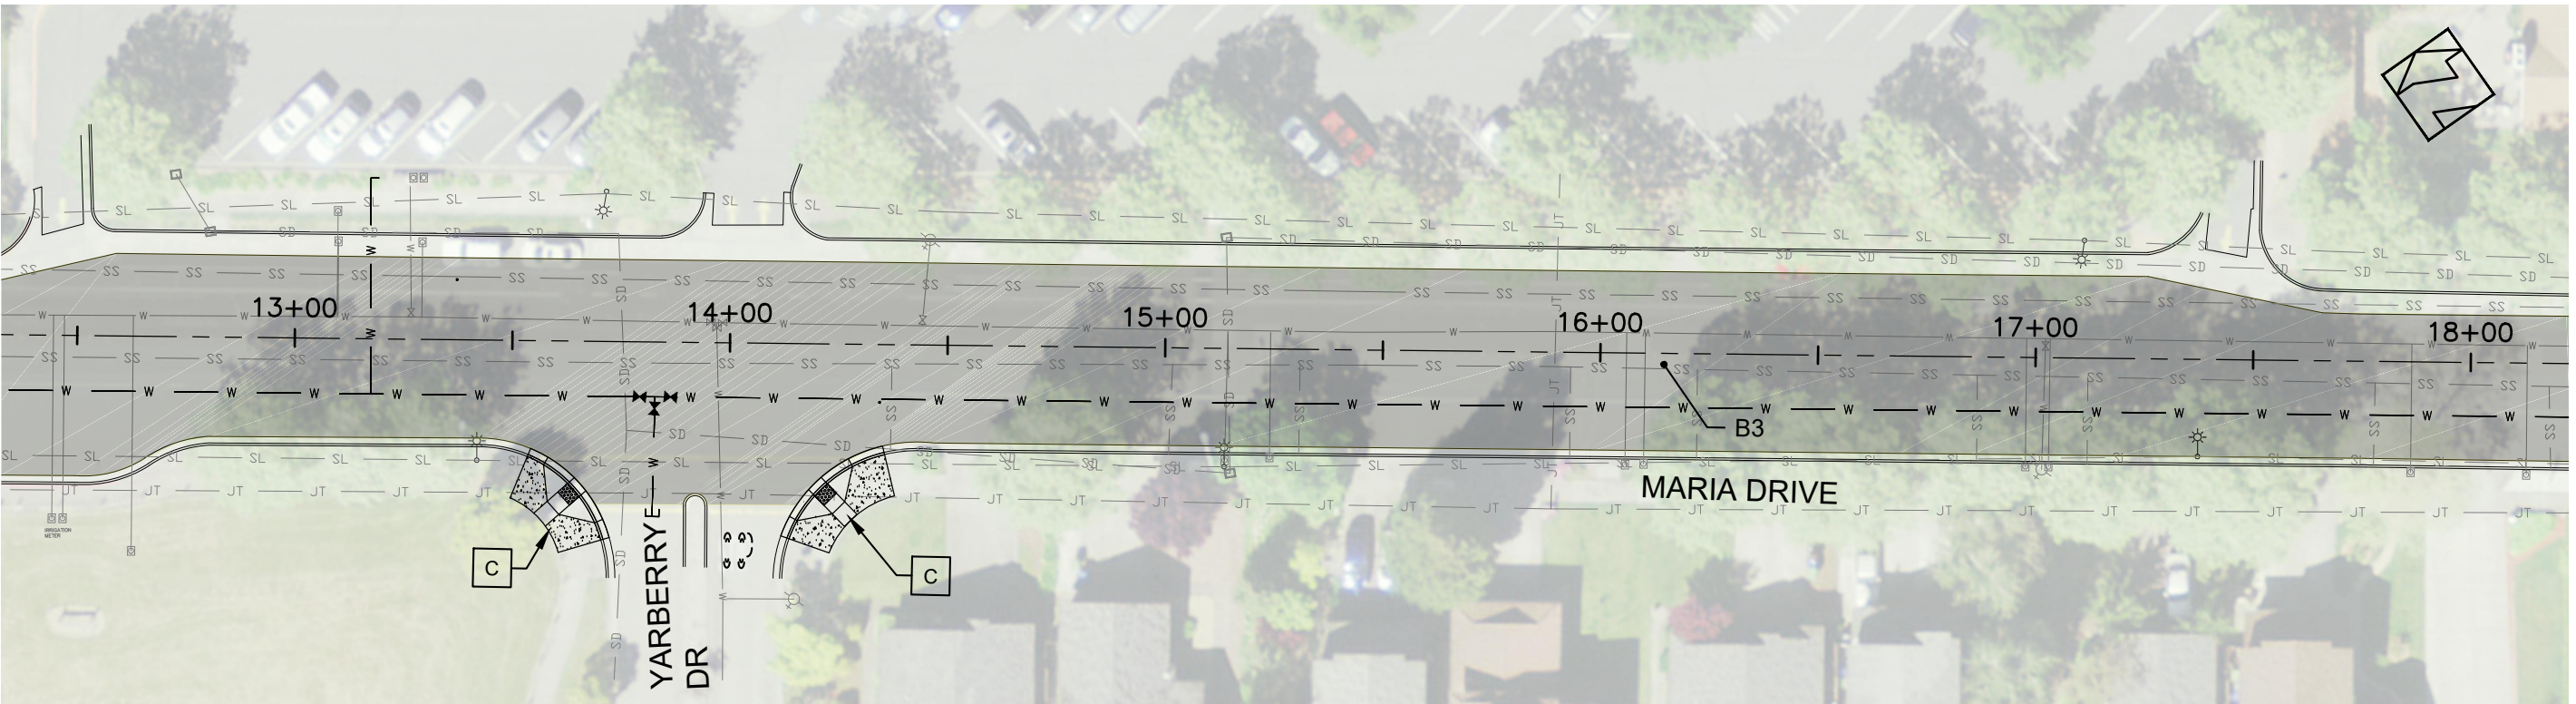 13+00
14+00
15+00
16+00
17+00
18+00
B3
MARIA DRIVE
C
C
YARBERRY
DR
IRRIGATION
METER
SL
SD
SS
W
JT